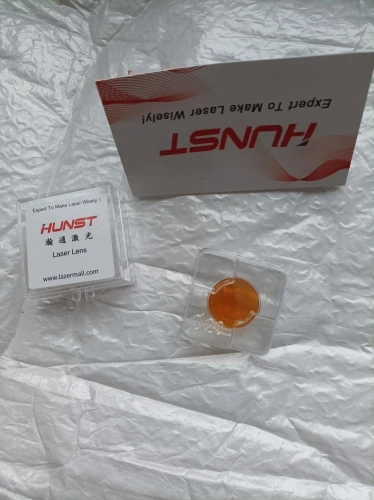 HUNST
Expert To Make Laser Wisely!
Expert To Make Laser Wisely !
HUNST
瀚通激光
Laser Lens
www.lazermall.com